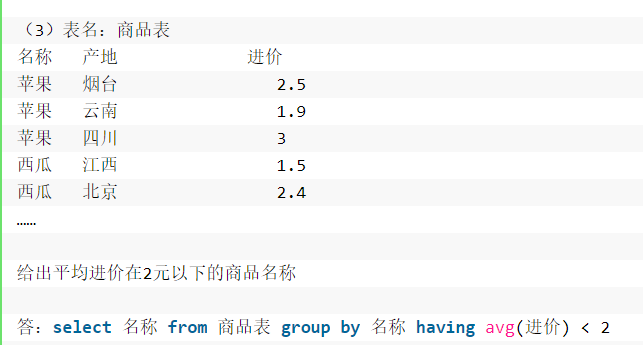 （3）表名：商品表
名称 产地 进价
苹果 烟台 2.5
苹果 云南 1.9
苹果 四川 3
西瓜 江西 1.5
西瓜 北京 2.4
……
给出平均进价在2元以下的商品名称
答：select 名称 from 商品表 group by 名称 having avg(进价) < 2